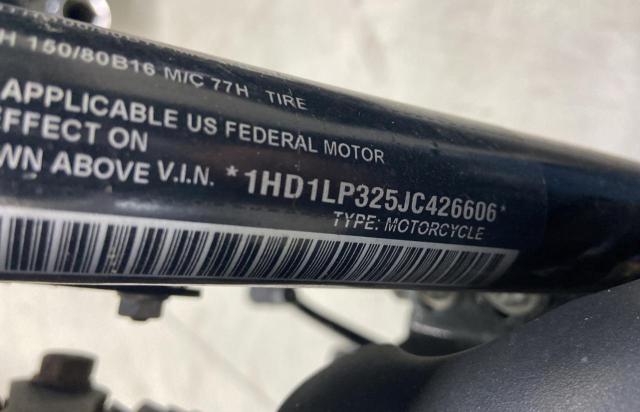 H 150/80B16 M/C 77H TIRE
APPLICABLE US FEDERAL MOTOR
EFFECT ON
WN ABOVE V.I.N. *1HD1LP325JC426606*
TYPE: MOTORCYCLE